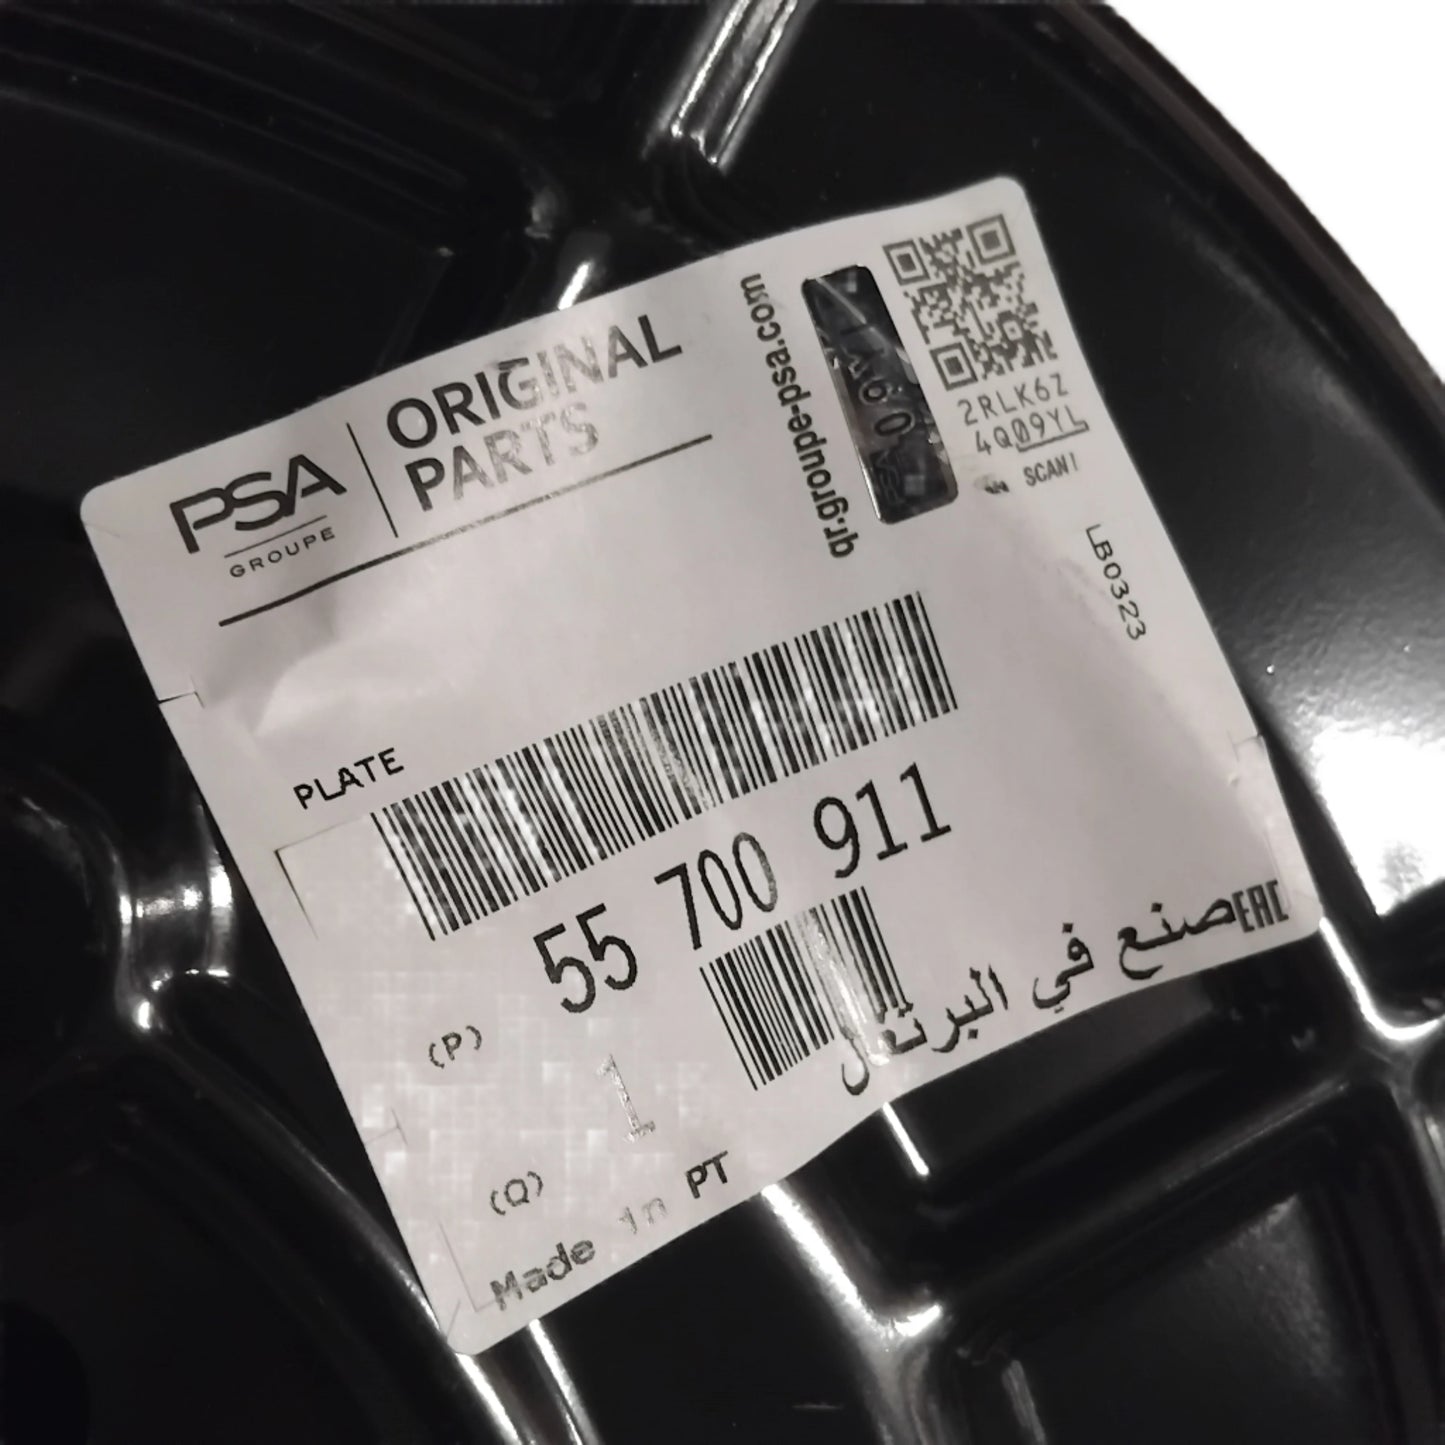 PSA
GROUPE
ORIGINAL
PARTS
qr.groupe-psa.com
2RLK6Z
4Q09YL
SCAN!
LB0323
PLATE
55 700 911
(P)
(Q)
1
صنع في البرتغال
EAC
Made in PT